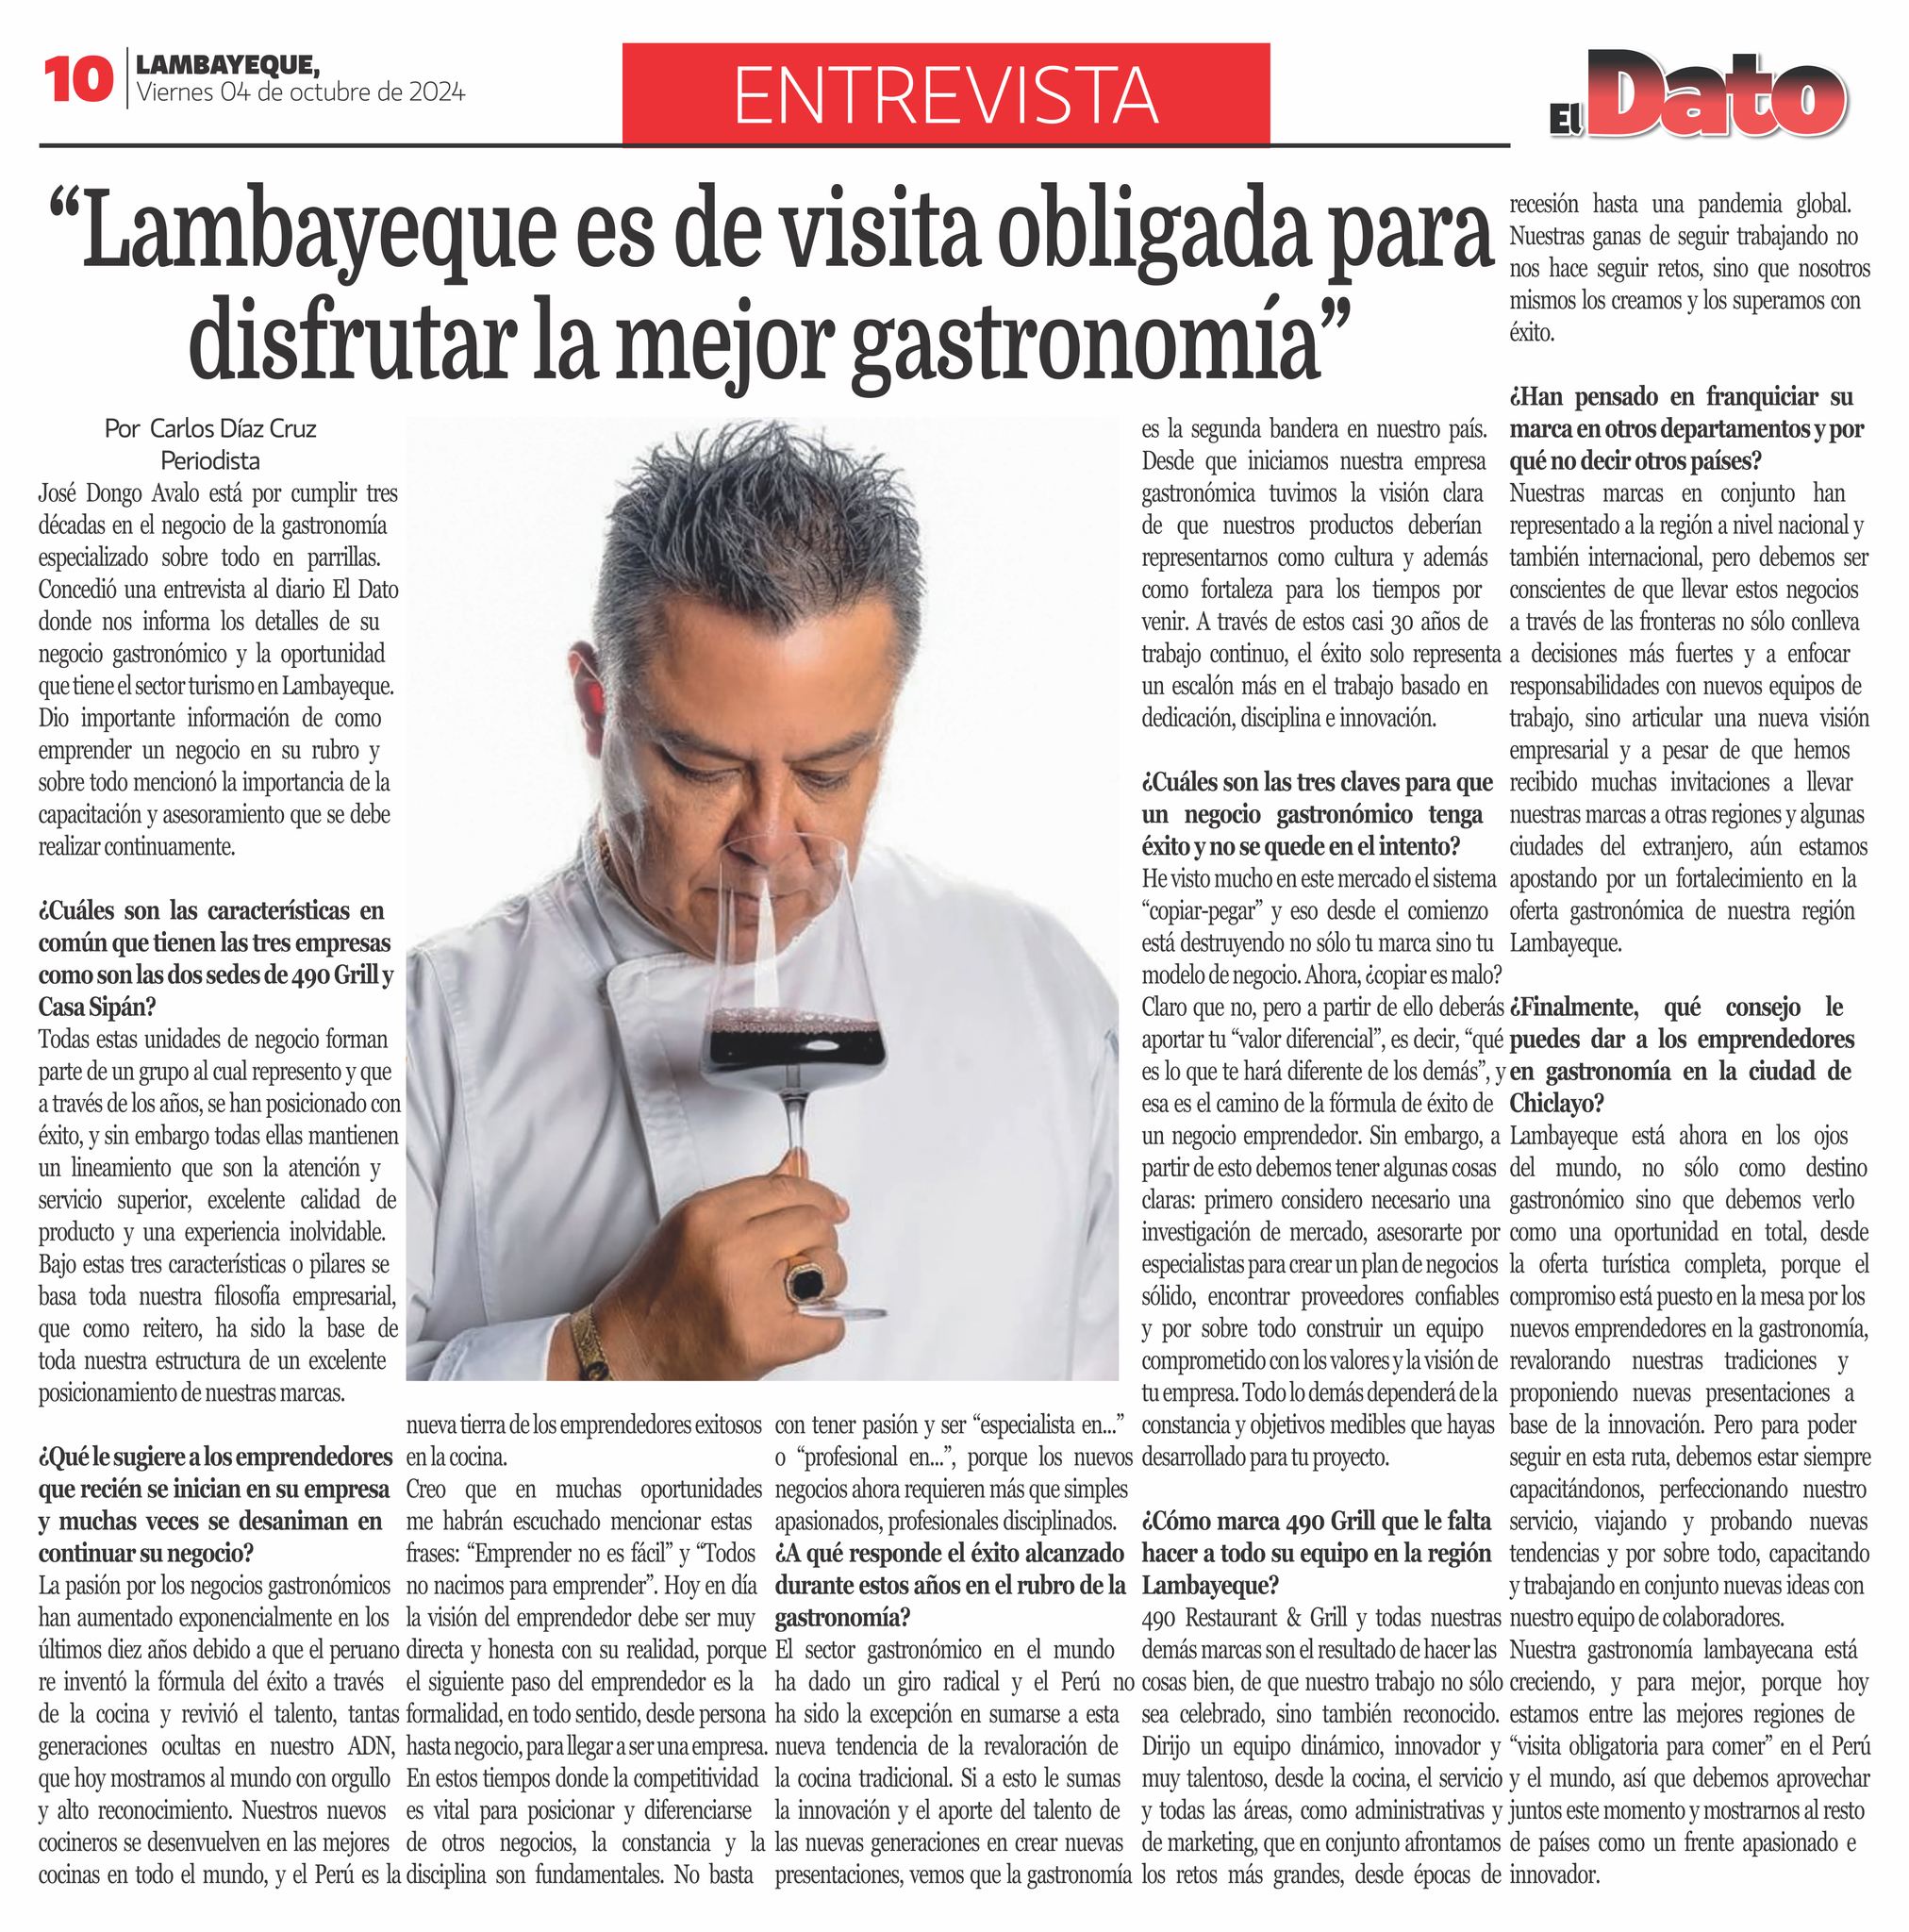 10
LAMBAYEQUE,
Viernes 04 de octubre de 2024
ENTREVISTA
El Dato
“Lambayeque es de visita obligada para
disfrutar la mejor gastronomía”
Por Carlos Díaz Cruz
Periodista
José Dongo Avalo está por cumplir tres
décadas en el negocio de la gastronomía
especializado sobre todo en parrillas.
Concedió una entrevista al diario El Dato
donde nos informa los detalles de su
negocio gastronómico y la oportunidad
que tiene el sector turismo en Lambayeque.
Dio importante información de como
emprender un negocio en su rubro y
sobre todo mencionó la importancia de la
capacitación y asesoramiento que se debe
realizar continuamente.
¿Cuáles son las características en
común que tienen las tres empresas
como son las dos sedes de 490 Grill y
Casa Sipán?
Todas estas unidades de negocio forman
parte de un grupo al cual represento y que
a través de los años, se han posicionado con
éxito, y sin embargo todas ellas mantienen
un lineamiento que son la atención y
servicio superior, excelente calidad de
producto y una experiencia inolvidable.
Bajo estas tres características o pilares se
basa toda nuestra filosofía empresarial,
que como reitero, ha sido la base de
toda nuestra estructura de un excelente
posicionamiento de nuestras marcas.
¿Qué le sugiere a los emprendedores
que recién se inician en su empresa
y muchas veces se desaniman en
continuar su negocio?
La pasión por los negocios gastronómicos
han aumentado exponencialmente en los
últimos diez años debido a que el peruano
re inventó la fórmula del éxito a través
de la cocina y revivió el talento, tantas
generaciones ocultas en nuestro ADN,
que hoy mostramos al mundo con orgullo
y alto reconocimiento. Nuestros nuevos
cocineros se desenvuelven en las mejores
cocinas en todo el mundo, y el Perú es la
nueva tierra de los emprendedores exitosos
en la cocina.
Creo que en muchas oportunidades
me habrán escuchado mencionar estas
frases: “Emprender no es fácil” y “Todos
no nacimos para emprender”. Hoy en día
la visión del emprendedor debe ser muy
directa y honesta con su realidad, porque
el siguiente paso del emprendedor es la
formalidad, en todo sentido, desde persona
hasta negocio, para llegar a ser una empresa.
En estos tiempos donde la competitividad
es vital para posicionar y diferenciarse
de otros negocios, la constancia y la
disciplina son fundamentales. No basta
con tener pasión y ser “especialista en...”
o “profesional en...”, porque los nuevos
negocios ahora requieren más que simples
apasionados, profesionales disciplinados.
¿A qué responde el éxito alcanzado
durante estos años en el rubro de la
gastronomía?
El sector gastronómico en el mundo
ha dado un giro radical y el Perú no
ha sido la excepción en sumarse a esta
nueva tendencia de la revaloración de
la cocina tradicional. Si a esto le sumas
la innovación y el aporte del talento de
las nuevas generaciones en crear nuevas
presentaciones, vemos que la gastronomía
es la segunda bandera en nuestro país.
Desde que iniciamos nuestra empresa
gastronómica tuvimos la visión clara
de que nuestros productos deberían
representarnos como cultura y además
como fortaleza para los tiempos por
venir. A través de estos casi 30 años de
trabajo continuo, el éxito solo representa
un escalón más en el trabajo basado en
dedicación, disciplina e innovación.
¿Cuáles son las tres claves para que
un negocio gastronómico tenga
éxito y no se quede en el intento?
He visto mucho en este mercado el sistema
“copiar-pegar” y eso desde el comienzo
está destruyendo no sólo tu marca sino tu
modelo de negocio. Ahora, ¿copiar es malo?
Claro que no, pero a partir de ello deberás
aportar tu “valor diferencial”, es decir, “qué
es lo que te hará diferente de los demás”, y
esa es el camino de la fórmula de éxito de
un negocio emprendedor. Sin embargo, a
partir de esto debemos tener algunas cosas
claras: primero considero necesario una
investigación de mercado, asesorarte por
especialistas para crear un plan de negocios
sólido, encontrar proveedores confiables
y por sobre todo construir un equipo
comprometido con los valores y la visión de
tu empresa. Todo lo demás dependerá de la
constancia y objetivos medibles que hayas
desarrollado para tu proyecto.
¿Cómo marca 490 Grill que le falta
hacer a todo su equipo en la región
Lambayeque?
490 Restaurant & Grill y todas nuestras
demás marcas son el resultado de hacer las
cosas bien, de que nuestro trabajo no sólo
sea celebrado, sino también reconocido.
Dirijo un equipo dinámico, innovador y
muy talentoso, desde la cocina, el servicio
y todas las áreas, como administrativas y
de marketing, que en conjunto afrontamos
los retos más grandes, desde épocas de
recesión hasta una pandemia global.
Nuestras ganas de seguir trabajando no
nos hace seguir retos, sino que nosotros
mismos los creamos y los superamos con
éxito.
¿Han pensado en franquiciar su
marca en otros departamentos y por
qué no decir otros países?
Nuestras marcas en conjunto han
representado a la región a nivel nacional y
también internacional, pero debemos ser
conscientes de que llevar estos negocios
a través de las fronteras no sólo conlleva
a decisiones más fuertes y a enfocar
responsabilidades con nuevos equipos de
trabajo, sino articular una nueva visión
empresarial y a pesar de que hemos
recibido muchas invitaciones a llevar
nuestras marcas a otras regiones y algunas
ciudades del extranjero, aún estamos
apostando por un fortalecimiento en la
oferta gastronómica de nuestra región
Lambayeque.
¿Finalmente, qué consejo le
puedes dar a los emprendedores
en gastronomía en la ciudad de
Chiclayo?
Lambayeque está ahora en los ojos
del mundo, no sólo como destino
gastronómico sino que debemos verlo
como una oportunidad en total, desde
la oferta turística completa, porque el
compromiso está puesto en la mesa por los
nuevos emprendedores en la gastronomía,
revalorando nuestras tradiciones y
proponiendo nuevas presentaciones a
base de la innovación. Pero para poder
seguir en esta ruta, debemos estar siempre
capacitándonos, perfeccionando nuestro
servicio, viajando y probando nuevas
tendencias y por sobre todo, capacitando
y trabajando en conjunto nuevas ideas con
nuestro equipo de colaboradores.
Nuestra gastronomía lambayecana está
creciendo, y para mejor, porque hoy
estamos entre las mejores regiones de
“visita obligatoria para comer” en el Perú
y el mundo, así que debemos aprovechar
juntos este momento y mostrarnos al resto
de países como un frente apasionado e
innovador.